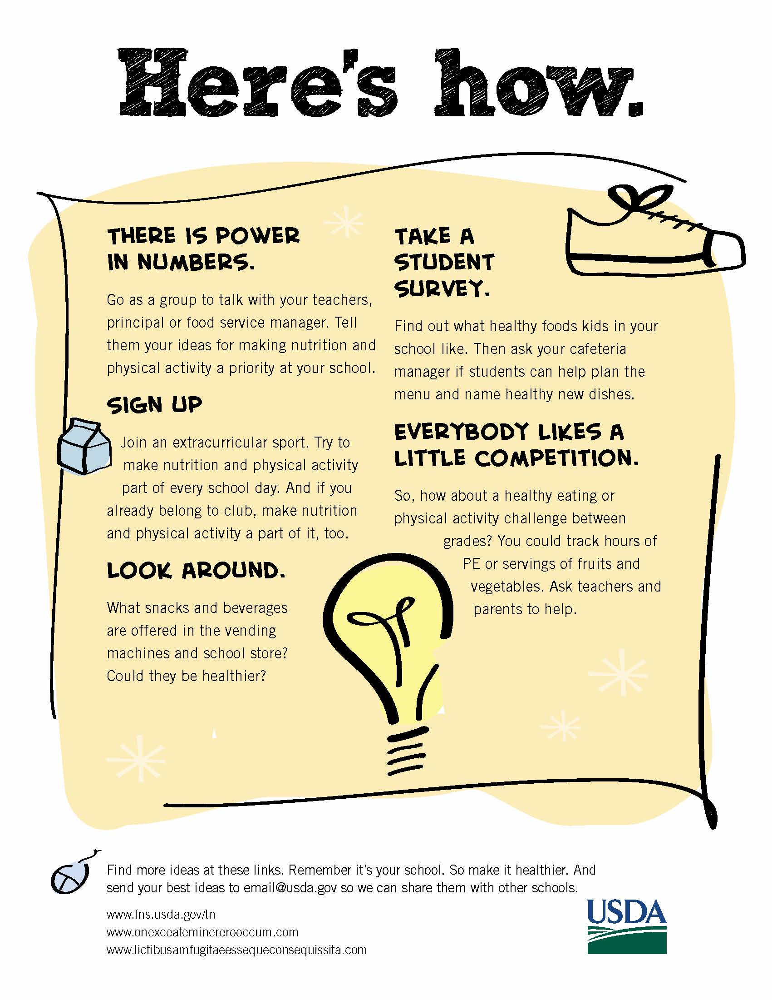 Here's how.
THERE IS POWER
IN NUMBERS.
Go as a group to talk with your teachers,
principal or food service manager. Tell
them your ideas for making nutrition and
physical activity a priority at your school.
SIGN UP
Join an extracurricular sport. Try to
make nutrition and physical activity
part of every school day. And if you
already belong to club, make nutrition
and physical activity a part of it, too.
LOOK AROUND.
What snacks and beverages
are offered in the vending
machines and school store?
Could they be healthier?
TAKE A
STUDENT
SURVEY.
Find out what healthy foods kids in your
school like. Then ask your cafeteria
manager if students can help plan the
menu and name healthy new dishes.
EVERYBODY LIKES A
LITTLE COMPETITION.
So, how about a healthy eating or
physical activity challenge between
grades? You could track hours of
PE or servings of fruits and
vegetables. Ask teachers and
parents to help.
Find more ideas at these links. Remember it's your school. So make it healthier. And
send your best ideas to email@usda.gov so we can share them with other schools.
www.fns.usda.gov/tn
www.onexceateminererooccum.com
www.lictibusamfugitaeessequeconsequissita.com
USDA